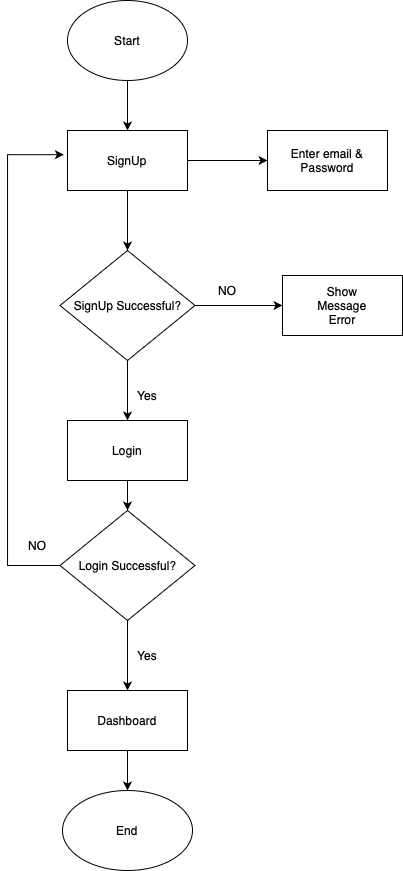 Start
SignUp
Enter email &
Password
SignUp Successful?
NO
Show
Message
Error
Yes
Login
Login Successful?
NO
Yes
Dashboard
End